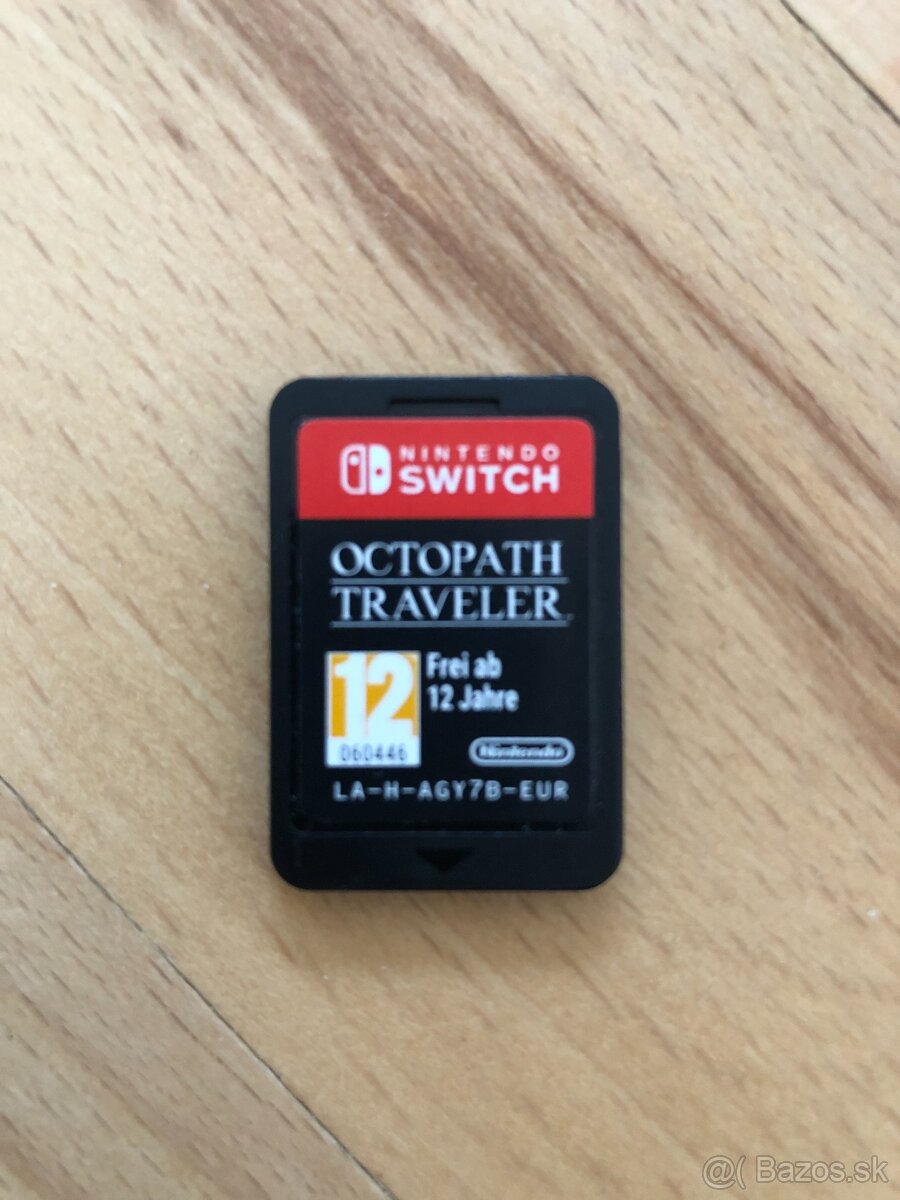 NINTENDO
SWITCH
OCTOPATH
TRAVELER
12
Frei ab
12 Jahre
060446
Nintendo
LA-H-AGY7B-EUR
@( Bazos.sk